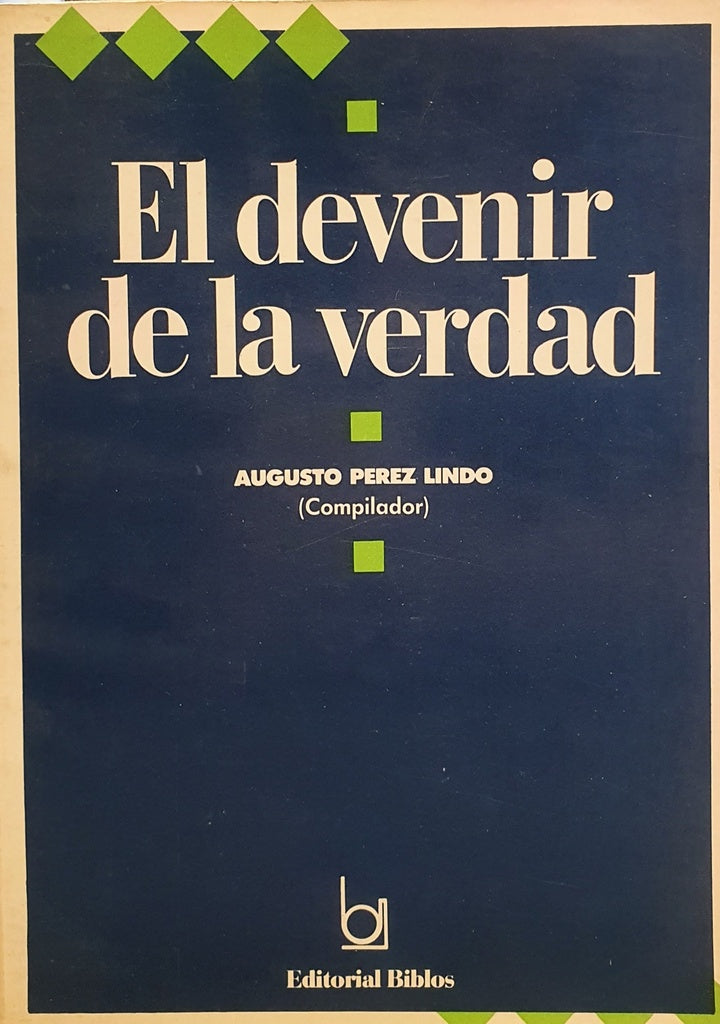 El devenir
de la verdad
AUGUSTO PEREZ LINDO
(Compilador)
Editorial Biblos